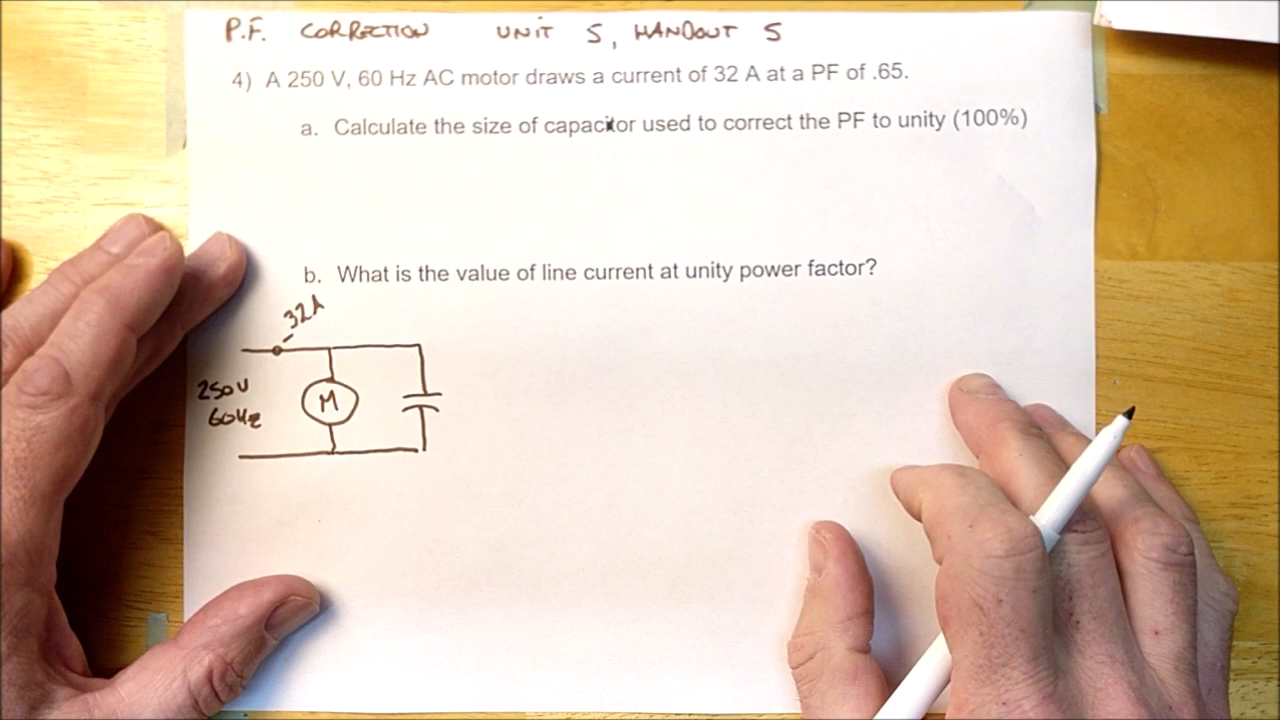 P.F. CORRECTION UNIT 5, HANDOUT 5
4) A 250 V, 60 Hz AC motor draws a current of 32 A at a PF of .65.
a. Calculate the size of capacitor used to correct the PF to unity (100%)
b. What is the value of line current at unity power factor?
32A
250V
60Hz
M